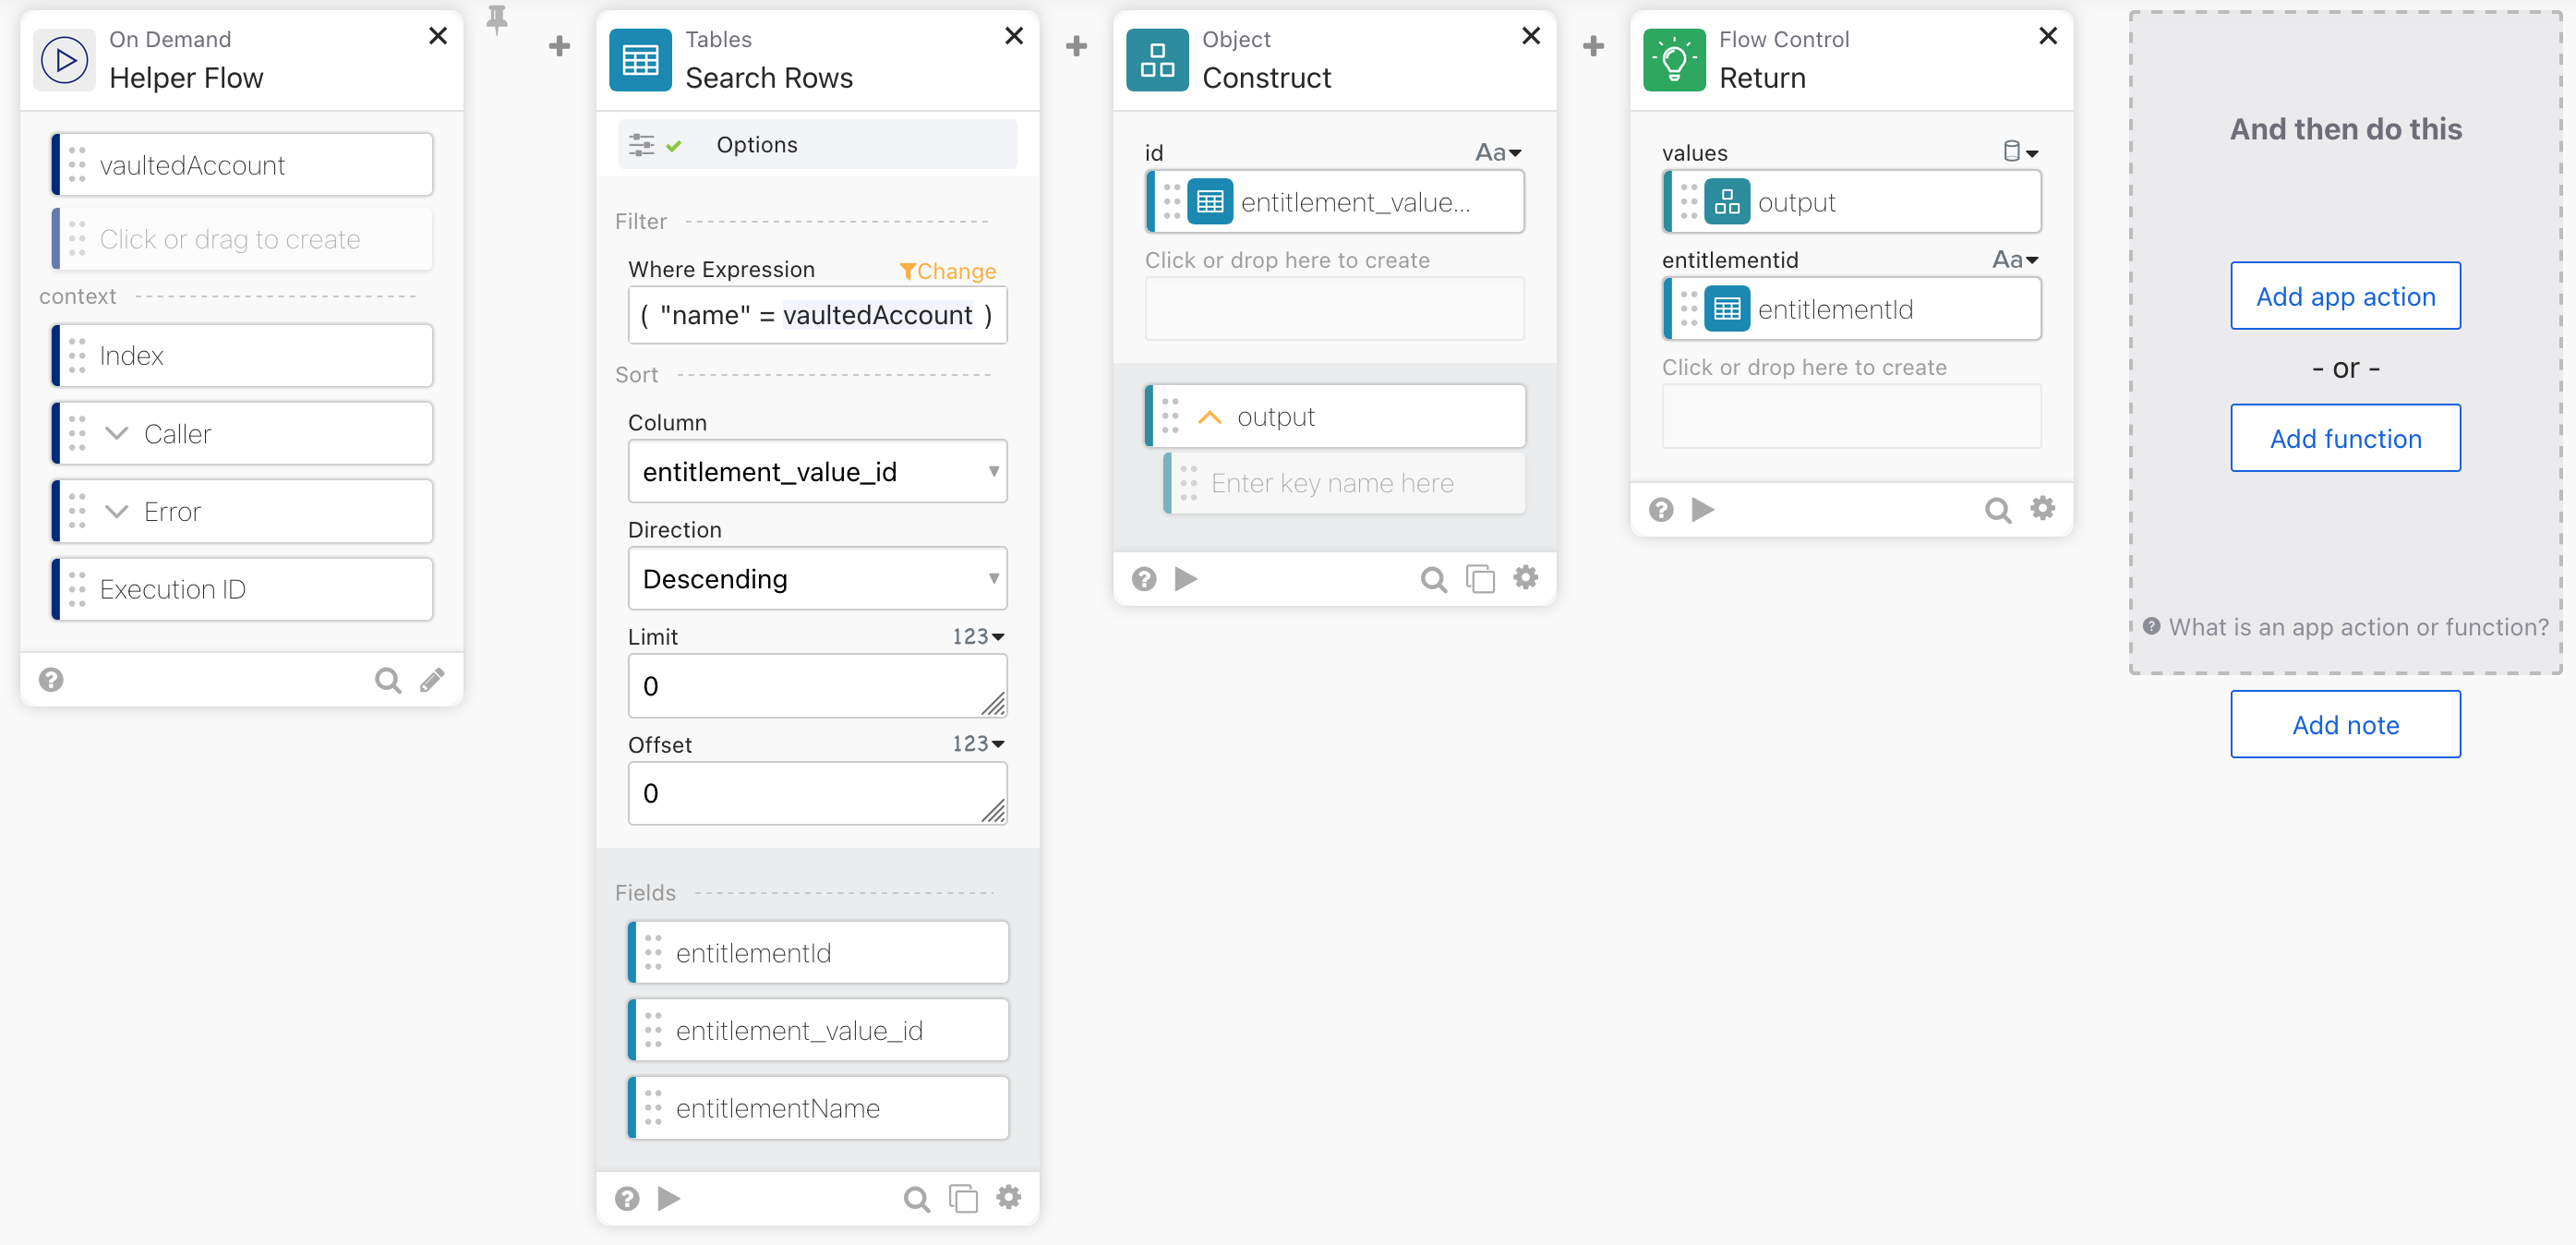 On Demand
Helper Flow
vaultedAccount
Click or drag to create
context
Index
Caller
Error
Execution ID
Tables
Search Rows
Options
Filter
Where Expression
Change
( "name" = vaultedAccount )
Sort
Column
entitlement_value_id
Direction
Descending
Limit
123
0
Offset
123
0
Fields
entitlementId
entitlement_value_id
entitlementName
Object
Construct
id
Aa
entitlement_value...
Click or drop here to create
output
Enter key name here
Flow Control
Return
values
output
entitlementid
Aa
entitlementId
Click or drop here to create
And then do this
Add app action
- or -
Add function
What is an app action or function?
Add note